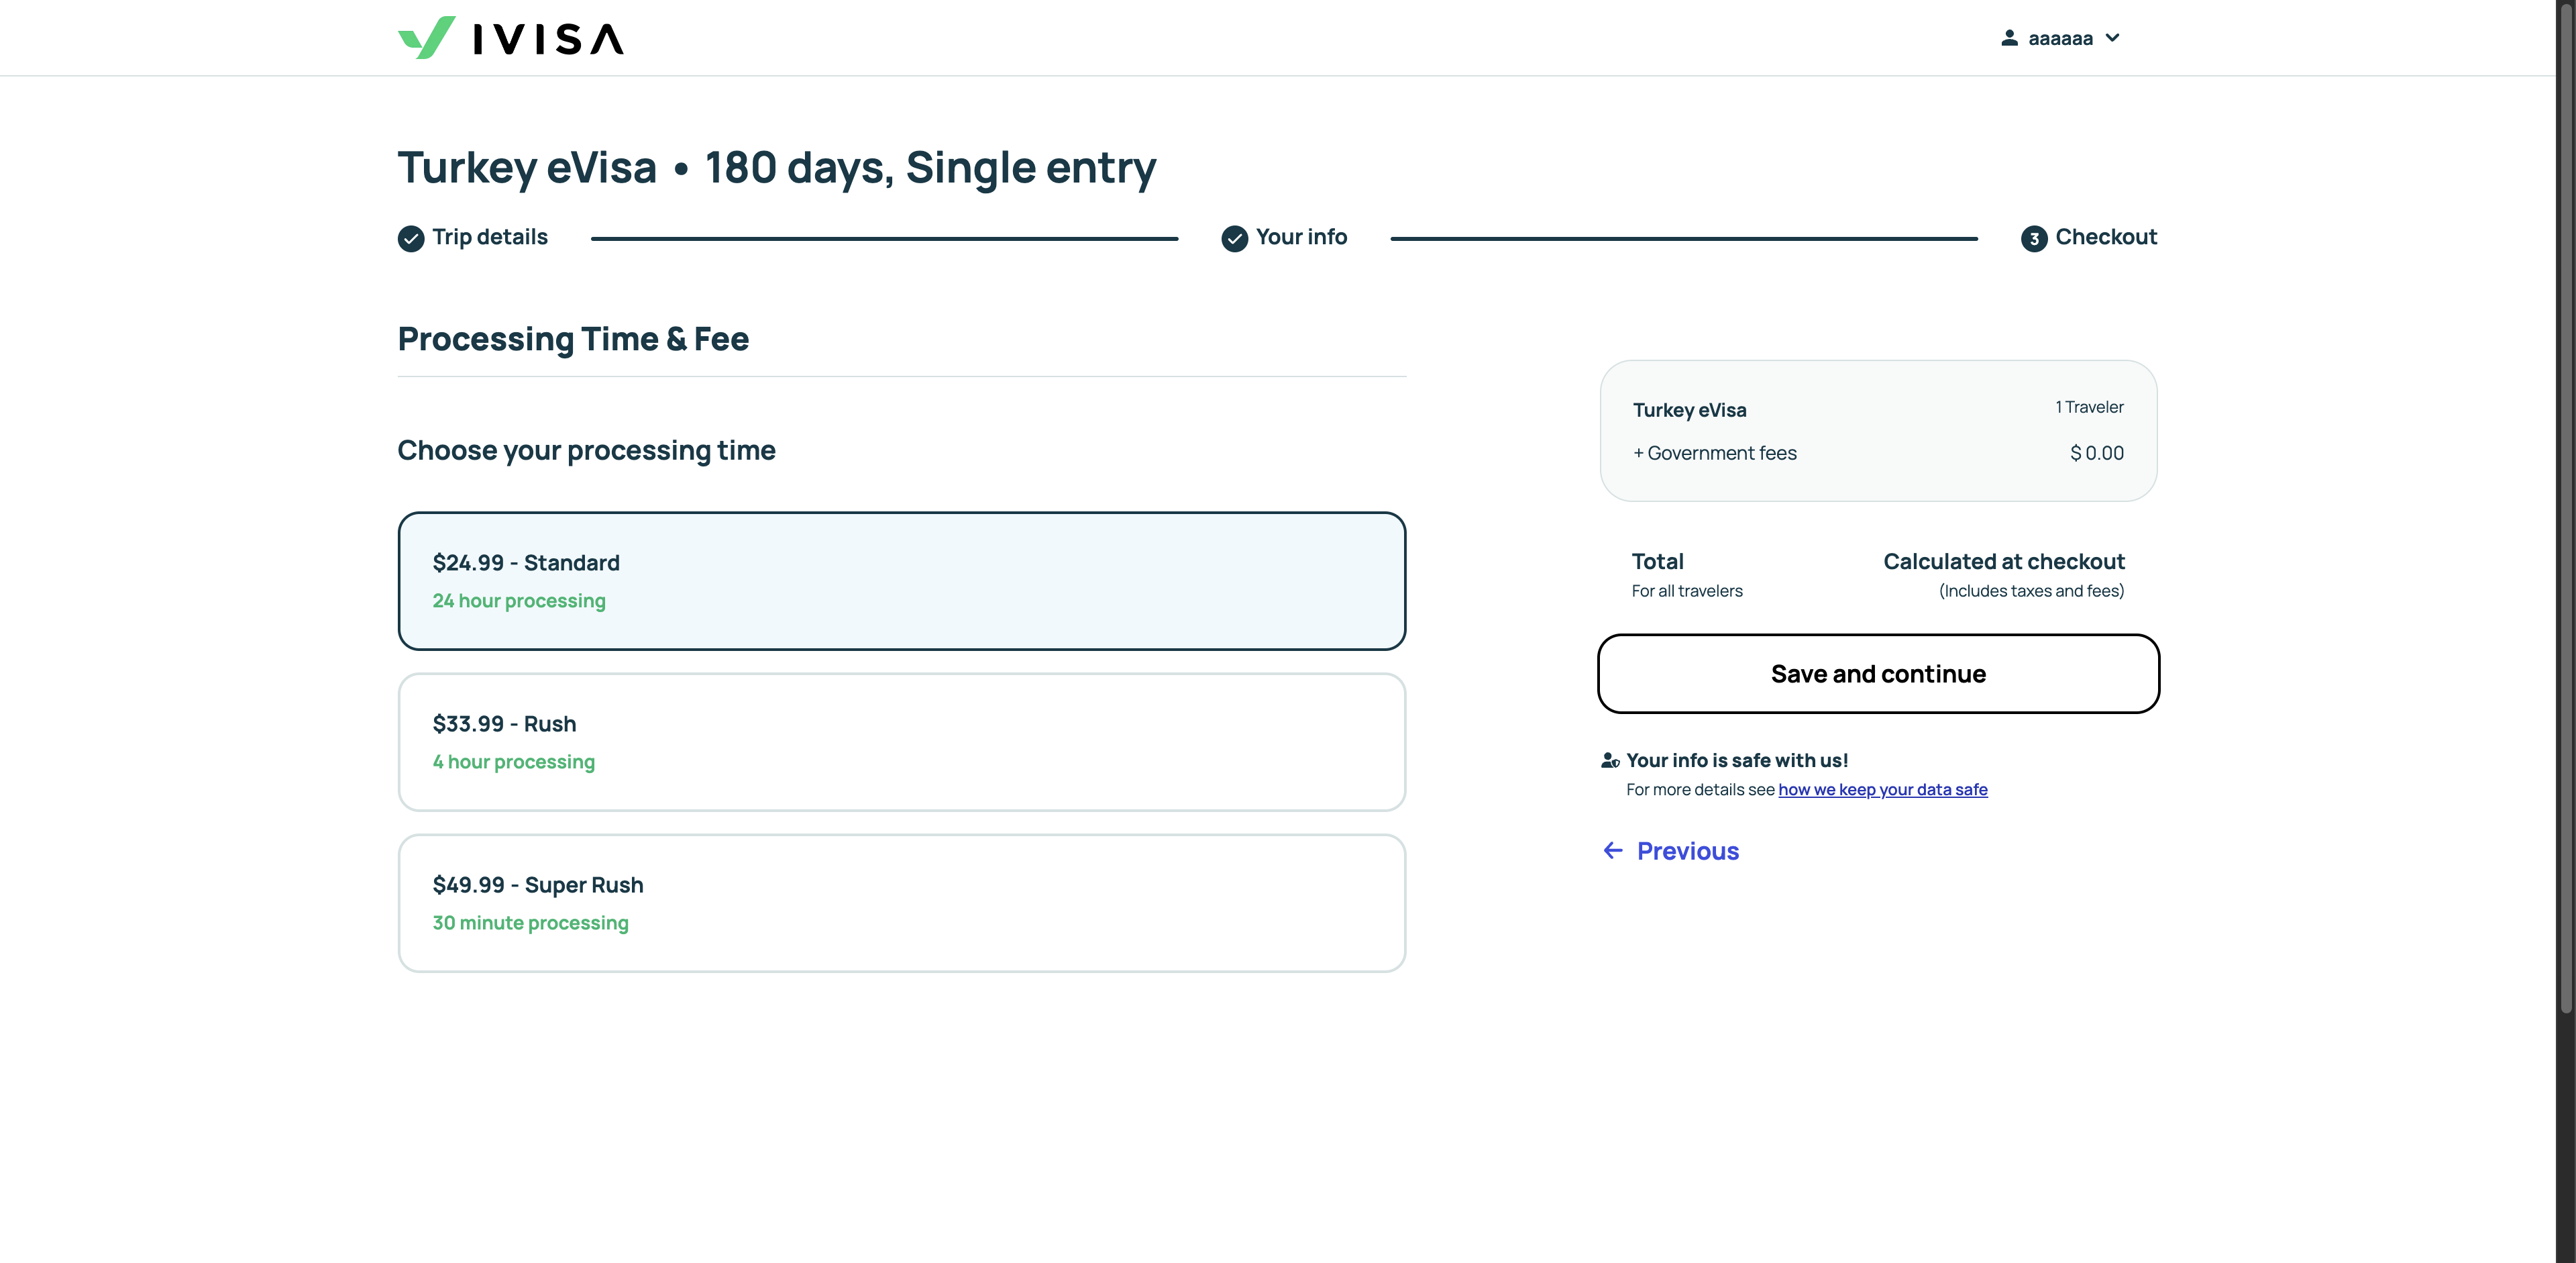 IVISA
aaaaaa
Turkey eVisa • 180 days, Single entry
Trip details
Your info
3 Checkout
Processing Time & Fee
Choose your processing time
$24.99 - Standard
24 hour processing
$33.99 - Rush
4 hour processing
$49.99 - Super Rush
30 minute processing
Turkey eVisa 1 Traveler
+ Government fees $ 0.00
Total Calculated at checkout
For all travelers (Includes taxes and fees)
Save and continue
Your info is safe with us!
For more details see how we keep your data safe
Previous